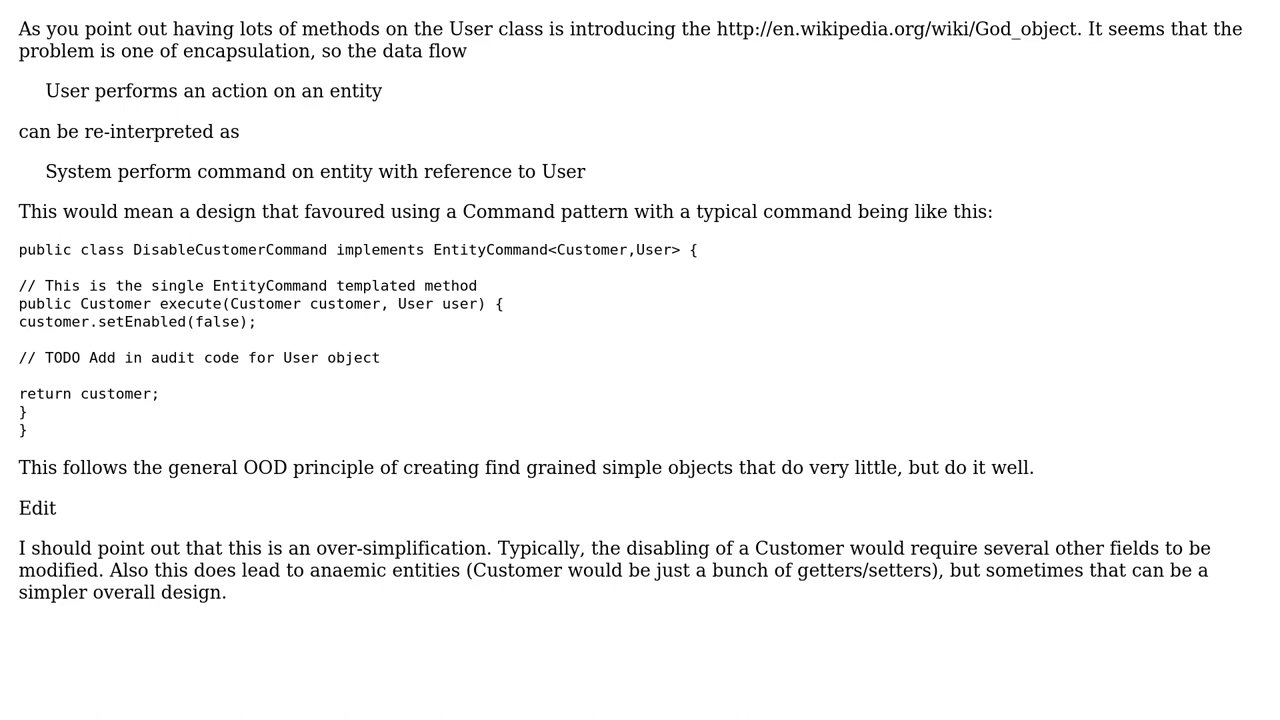 As you point out having lots of methods on the User class is introducing the http://en.wikipedia.org/wiki/God_object. It seems that the
problem is one of encapsulation, so the data flow
User performs an action on an entity
can be re-interpreted as
System perform command on entity with reference to User
This would mean a design that favoured using a Command pattern with a typical command being like this:
public class DisableCustomerCommand implements EntityCommand<Customer,User> {
// This is the single EntityCommand templated method
public Customer execute(Customer customer, User user) {
customer.setEnabled(false);
// TODO Add in audit code for User object
return customer;
}
}
This follows the general OOD principle of creating find grained simple objects that do very little, but do it well.
Edit
I should point out that this is an over-simplification. Typically, the disabling of a Customer would require several other fields to be
modified. Also this does lead to anaemic entities (Customer would be just a bunch of getters/setters), but sometimes that can be a
simpler overall design.